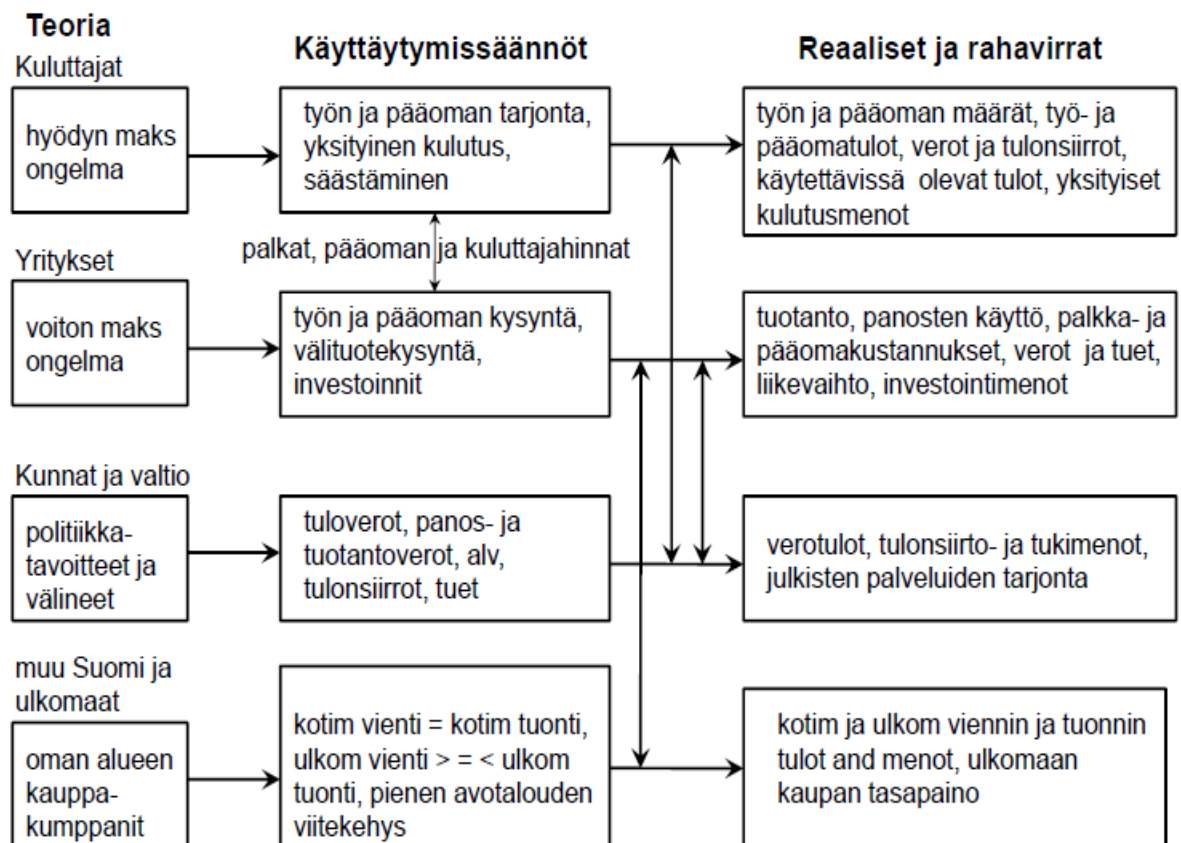 Teoria
Käyttäytymissäännöt
Reaaliset ja rahavirrat
Kuluttajat
hyödyn maks
ongelma
työn ja pääoman tarjonta,
yksityinen kulutus,
säästäminen
työn ja pääoman määrät, työ- ja
pääomatulot, verot ja tulonsiirrot,
käytettävissä olevat tulot, yksityiset
kulutusmenot
palkat, pääoman ja kuluttajahinnat
Yritykset
voiton maks
ongelma
työn ja pääoman kysyntä,
välituotekysyntä,
investoinnit
tuotanto, panosten käyttö, palkka- ja
pääomakustannukset, verot ja tuet,
liikevaihto, investointimenot
Kunnat ja valtio
politiikka-
tavoitteet ja
välineet
tuloverot, panos- ja
tuotantoverot, alv,
tulonsiirrot, tuet
verotulot, tulonsiirto- ja tukimenot,
julkisten palveluiden tarjonta
muu Suomi ja
ulkomaat
oman alueen
kauppa-
kumppanit
kotim vienti = kotim tuonti,
ulkom vienti > = < ulkom
tuonti, pienen avotalouden
viitekehys
kotim ja ulkom viennin ja tuonnin
tulot and menot, ulkomaan
kaupan tasapaino